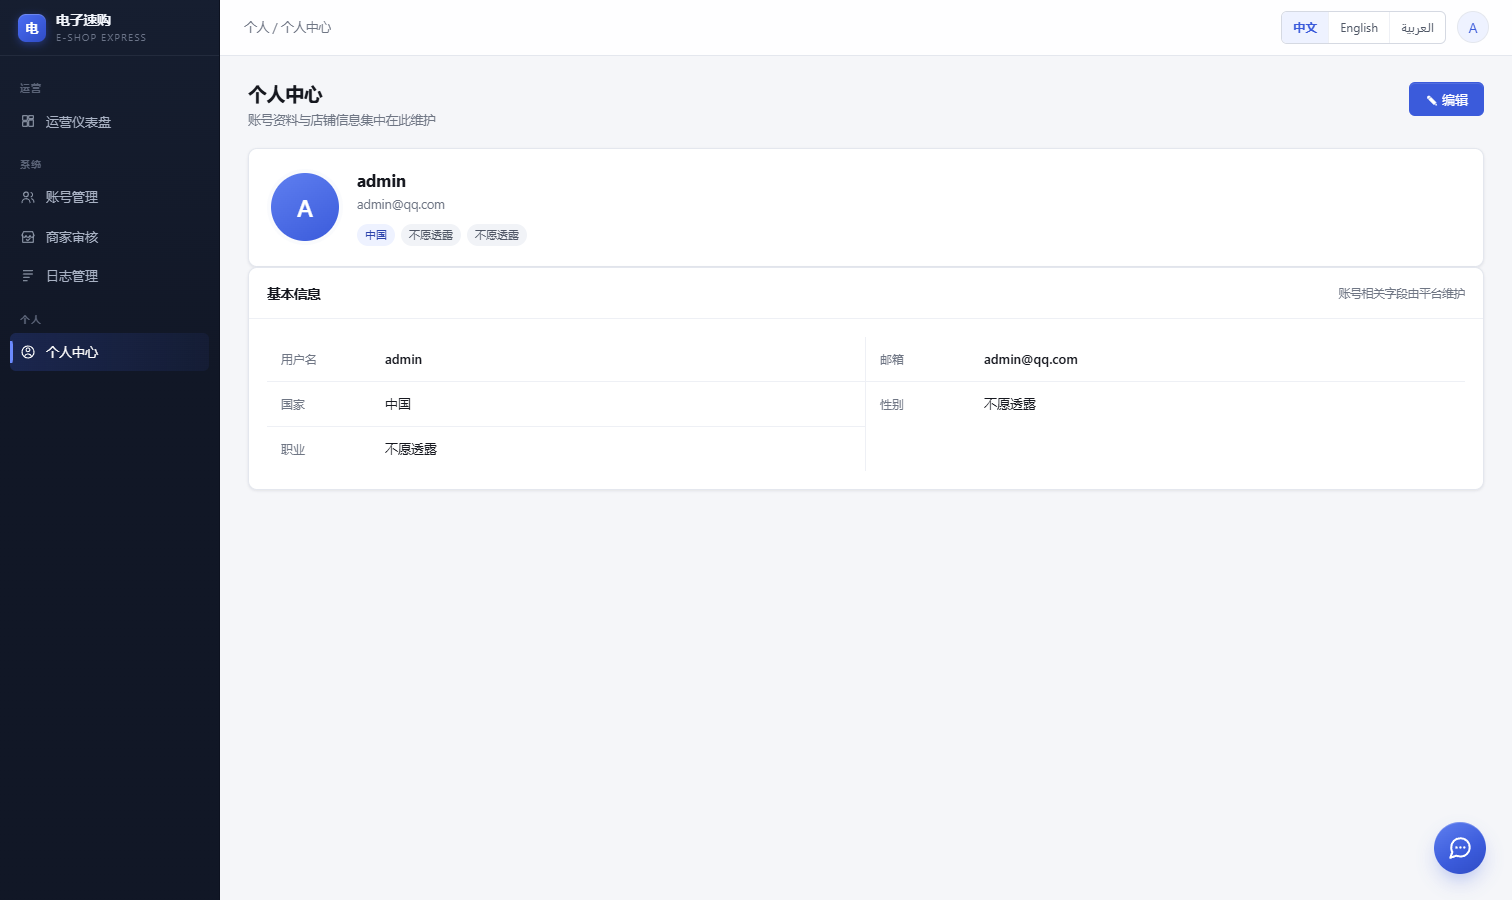 电 电子速购
E-SHOP EXPRESS
运营
运营仪表盘
系统
账号管理
商家审核
日志管理
个人
个人中心
个人 / 个人中心
中文 English العربية A
个人中心
账号资料与店铺信息集中在此维护
编辑
A
admin
admin@qq.com
中国 不愿透露 不愿透露
基本信息 账号相关字段由平台维护
用户名 admin 邮箱 admin@qq.com
国家 中国 性别 不愿透露
职业 不愿透露